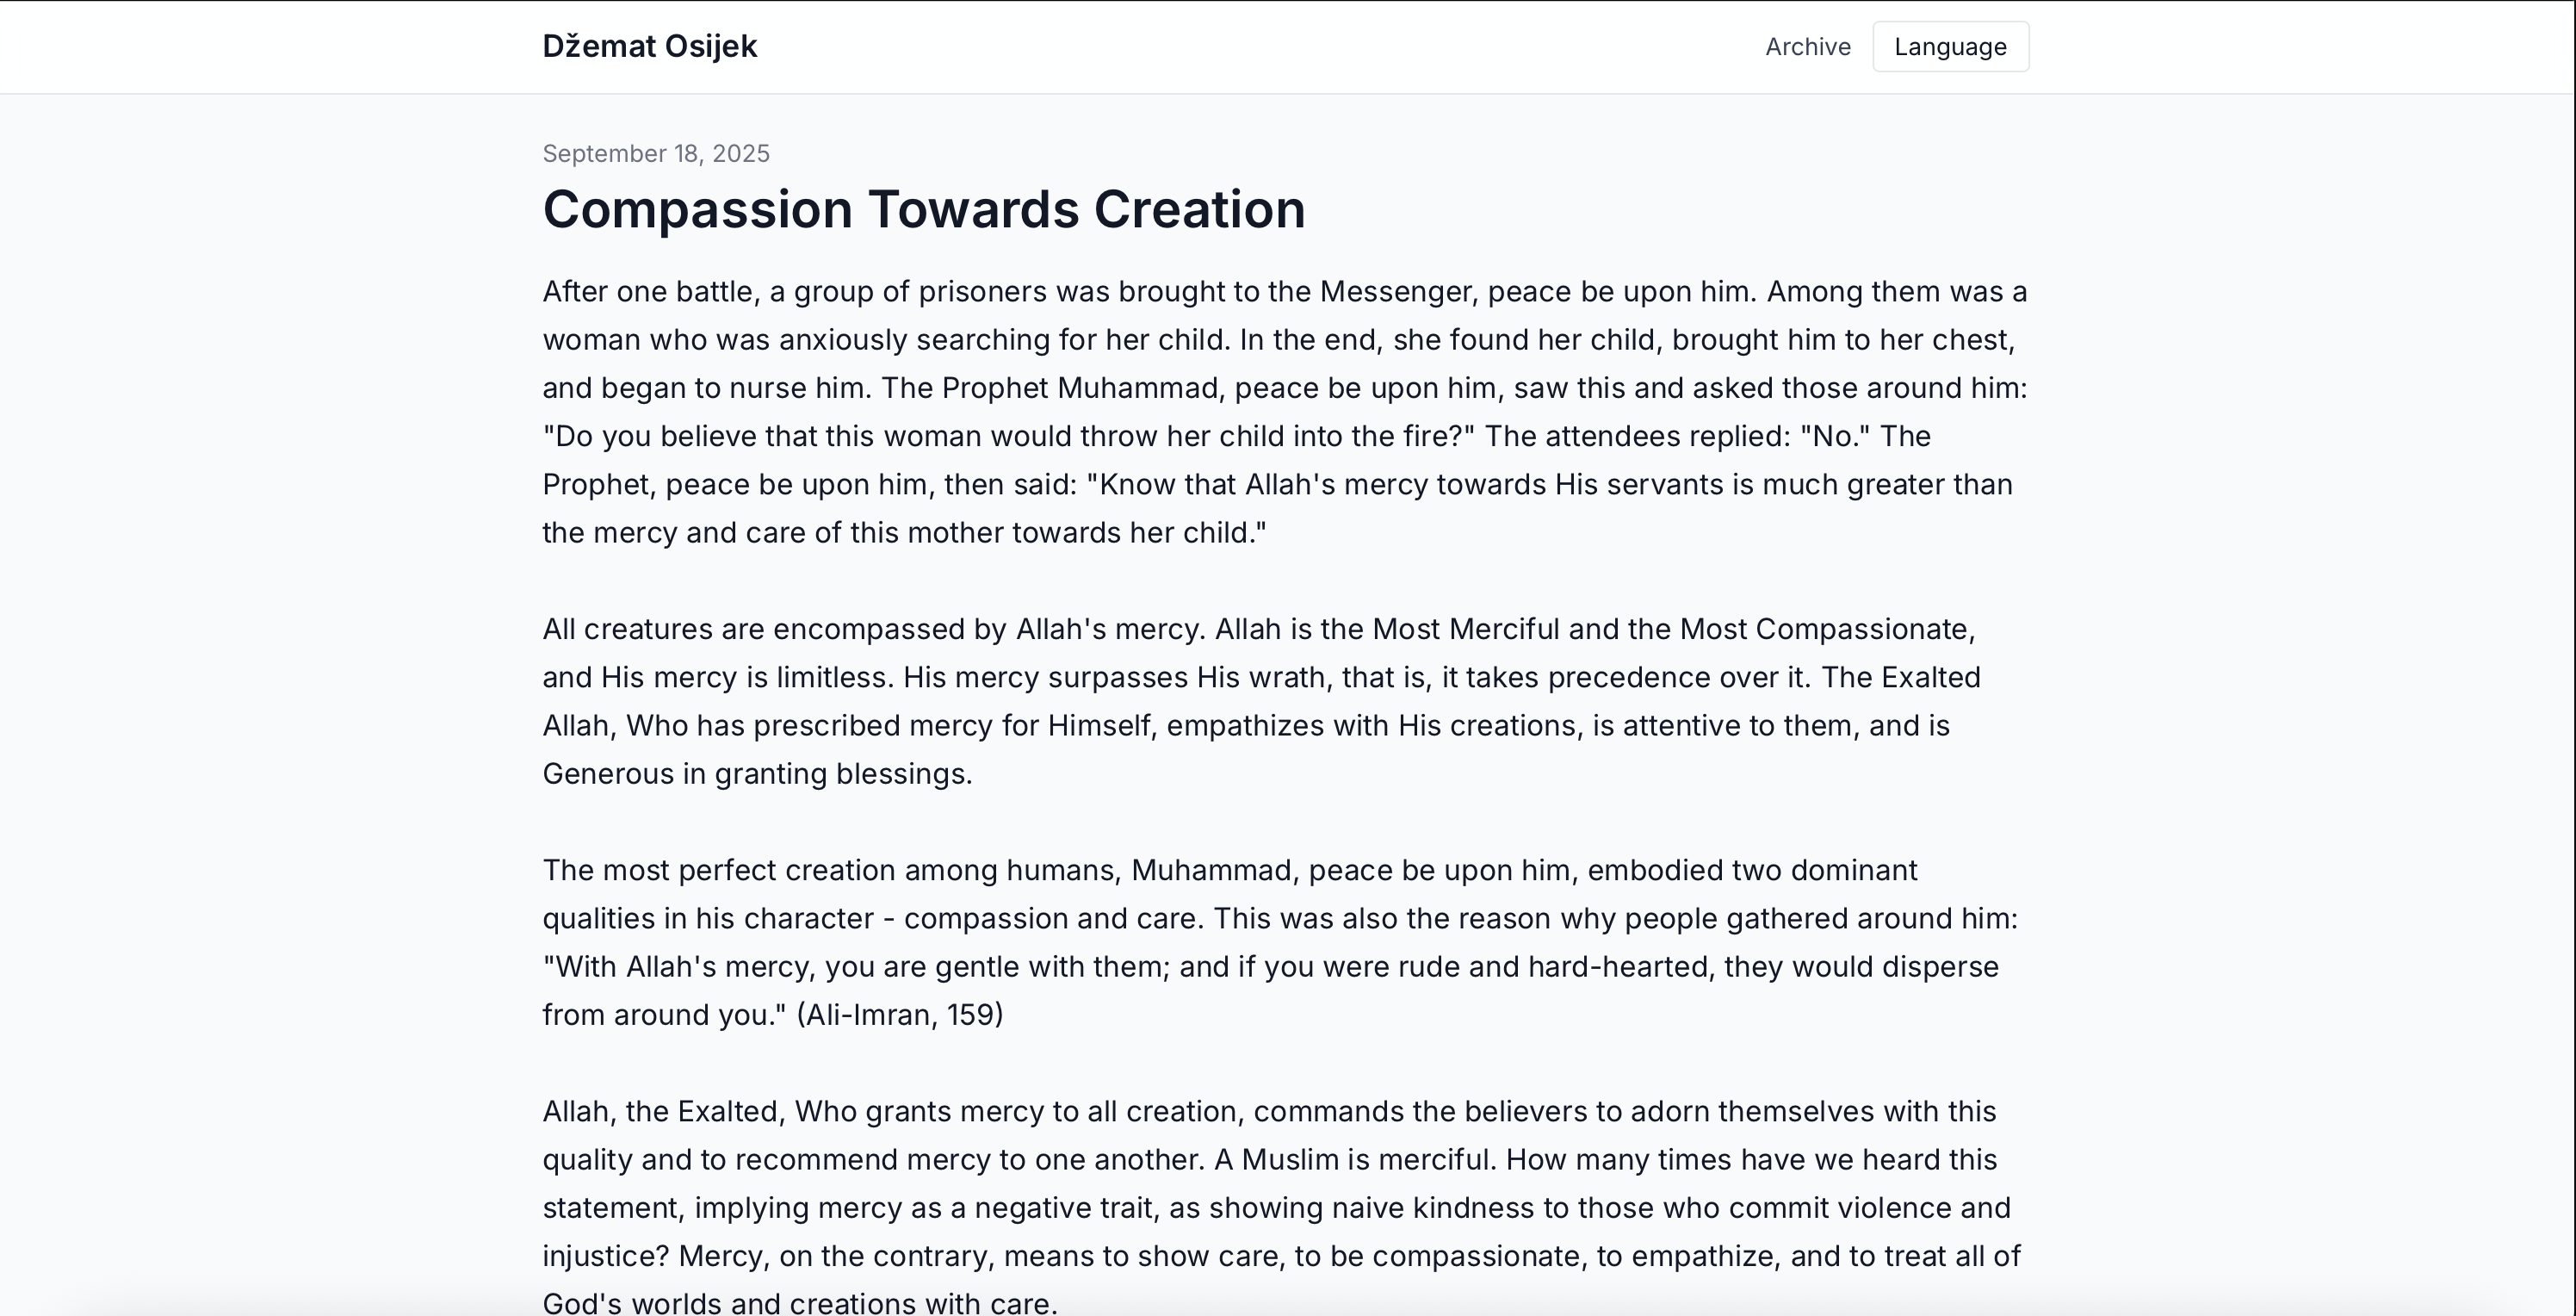 Džemat Osijek
Archive
Language
September 18, 2025
Compassion Towards Creation
After one battle, a group of prisoners was brought to the Messenger, peace be upon him. Among them was a
woman who was anxiously searching for her child. In the end, she found her child, brought him to her chest,
and began to nurse him. The Prophet Muhammad, peace be upon him, saw this and asked those around him:
"Do you believe that this woman would throw her child into the fire?" The attendees replied: "No." The
Prophet, peace be upon him, then said: "Know that Allah's mercy towards His servants is much greater than
the mercy and care of this mother towards her child."
All creatures are encompassed by Allah's mercy. Allah is the Most Merciful and the Most Compassionate,
and His mercy is limitless. His mercy surpasses His wrath, that is, it takes precedence over it. The Exalted
Allah, Who has prescribed mercy for Himself, empathizes with His creations, is attentive to them, and is
Generous in granting blessings.
The most perfect creation among humans, Muhammad, peace be upon him, embodied two dominant
qualities in his character - compassion and care. This was also the reason why people gathered around him:
"With Allah's mercy, you are gentle with them; and if you were rude and hard-hearted, they would disperse
from around you." (Ali-Imran, 159)
Allah, the Exalted, Who grants mercy to all creation, commands the believers to adorn themselves with this
quality and to recommend mercy to one another. A Muslim is merciful. How many times have we heard this
statement, implying mercy as a negative trait, as showing naive kindness to those who commit violence and
injustice? Mercy, on the contrary, means to show care, to be compassionate, to empathize, and to treat all of
God's worlds and creations with care.